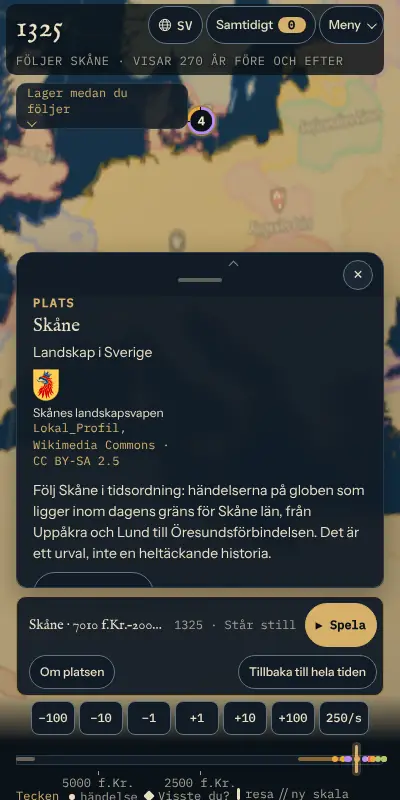 1325
SV
Samtidigt 0
Meny
FÖLJER SKÅNE · VISAR 270 ÅR FÖRE OCH EFTER
Lager medan du
följer
4
PLATS
Skåne
Landskap i Sverige
Skånes landskapsvapen
Lokal_Profil,
Wikimedia Commons ·
CC BY-SA 2.5
Följ Skåne i tidsordning: händelserna på globen som
ligger inom dagens gräns för Skåne län, från
Uppåkra och Lund till Öresundsförbindelsen. Det är
ett urval, inte en heltäckande historia.
Skåne · 7010 f.Kr.–200…
1325 · Står still
▶ Spela
Om platsen
Tillbaka till hela tiden
−100
−10
−1
+1
+10
+100
250/s
5000 f.Kr.
2500 f.Kr.
Tecken ● händelse ◆ Visste du? | resa // ny skala